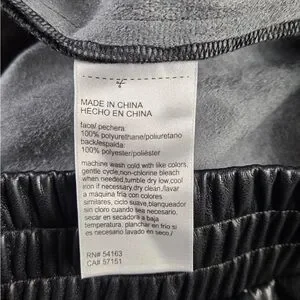 MADE IN CHINA
HECHO EN CHINA
face/ pechera:
100% polyurethane/poliuretano
back/espalda:
100% polyester/poliéster
machine wash cold with like colors,
gentle cycle,non-chlorine bleach
when needed,tumble dry low,cool
iron if necessary,dry clean,/lavar
a máquina fria con colores
similares, ciclo suave,blanqueador
sin cloro cuando sea necesario.
secar en secadora a baja
temperatura, planchar en frio si
es necesario lavado en seco,/
RN# 54163
CA# 57151